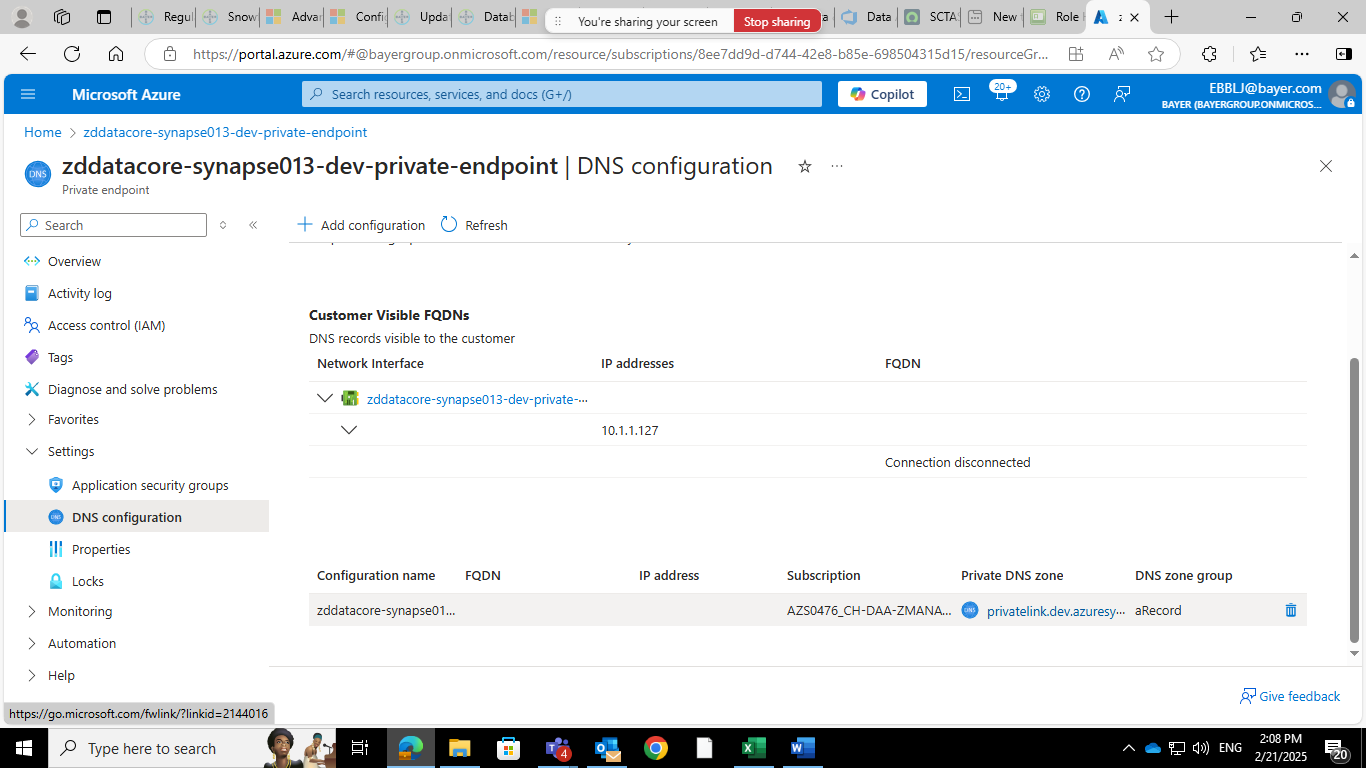 Regul
Snow
Advar
Config
Updat
Datab
You're sharing your screen
Stop sharing
Data
SCTAS
New
Role
https://portal.azure.com/#@bayergroup.onmicrosoft.com/resource/subscriptions/8ee7dd9d-d744-42e8-b85e-698504315d15/resourceGr...
Microsoft Azure
Search resources, services, and docs (G+/)
Copilot
20+
EBBLJ@bayer.com
BAYER (BAYERGROUP.ONMICROS...
Home > zddatacore-synapse013-dev-private-endpoint
DNS
zddatacore-synapse013-dev-private-endpoint | DNS configuration
Private endpoint
Search
Add configuration
Refresh
Overview
Activity log
Access control (IAM)
Tags
Diagnose and solve problems
Favorites
Settings
Application security groups
DNS configuration
Properties
Locks
Monitoring
Automation
Help
Customer Visible FQDNs
DNS records visible to the customer
Network Interface IP addresses FQDN
zddatacore-synapse013-dev-private-...
10.1.1.127
Connection disconnected
Configuration name FQDN IP address Subscription Private DNS zone DNS zone group
zddatacore-synapse01... AZS0476_CH-DAA-ZMANA... privatelink.dev.azuresy... aRecord
Give feedback
https://go.microsoft.com/fwlink/?linkid=2144016
Type here to search
4
ENG
2:08 PM
2/21/2025
20